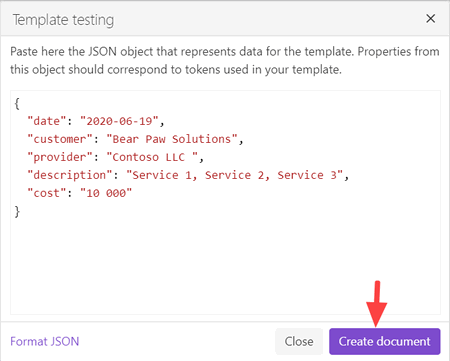 Template testing
Paste here the JSON object that represents data for the template. Properties from
this object should correspond to tokens used in your template.
{
"date": "2020-06-19",
"customer": "Bear Paw Solutions",
"provider": "Contoso LLC ",
"description": "Service 1, Service 2, Service 3",
"cost": "10 000"
}
Format JSON
Close
Create document